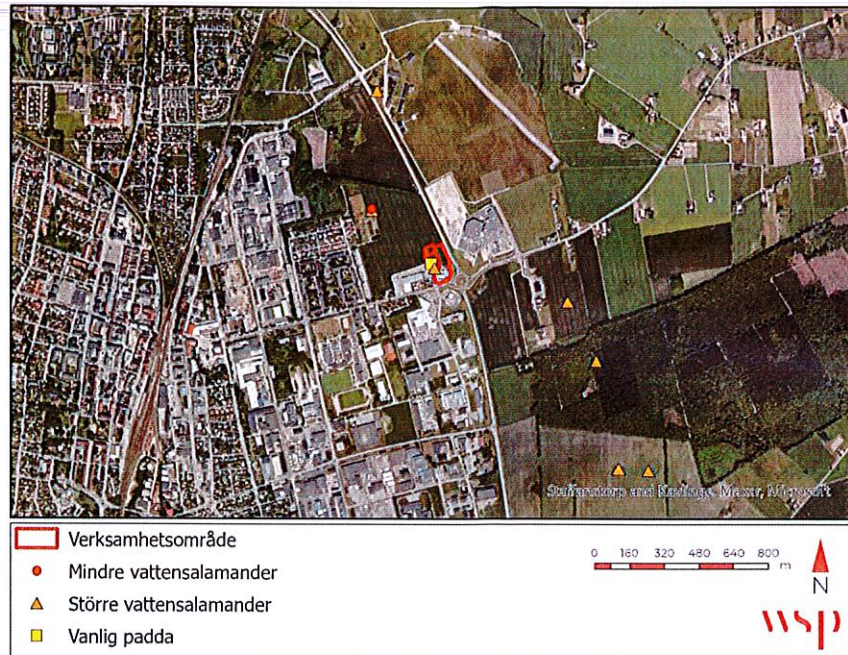 Staffanstorp and Kävlinge, Maxar, Microsoft
Verksamhetsområde
Mindre vattensalamander
Större vattensalamander
Vanlig padda
0 160 320 480 640 800 m
N
wsp